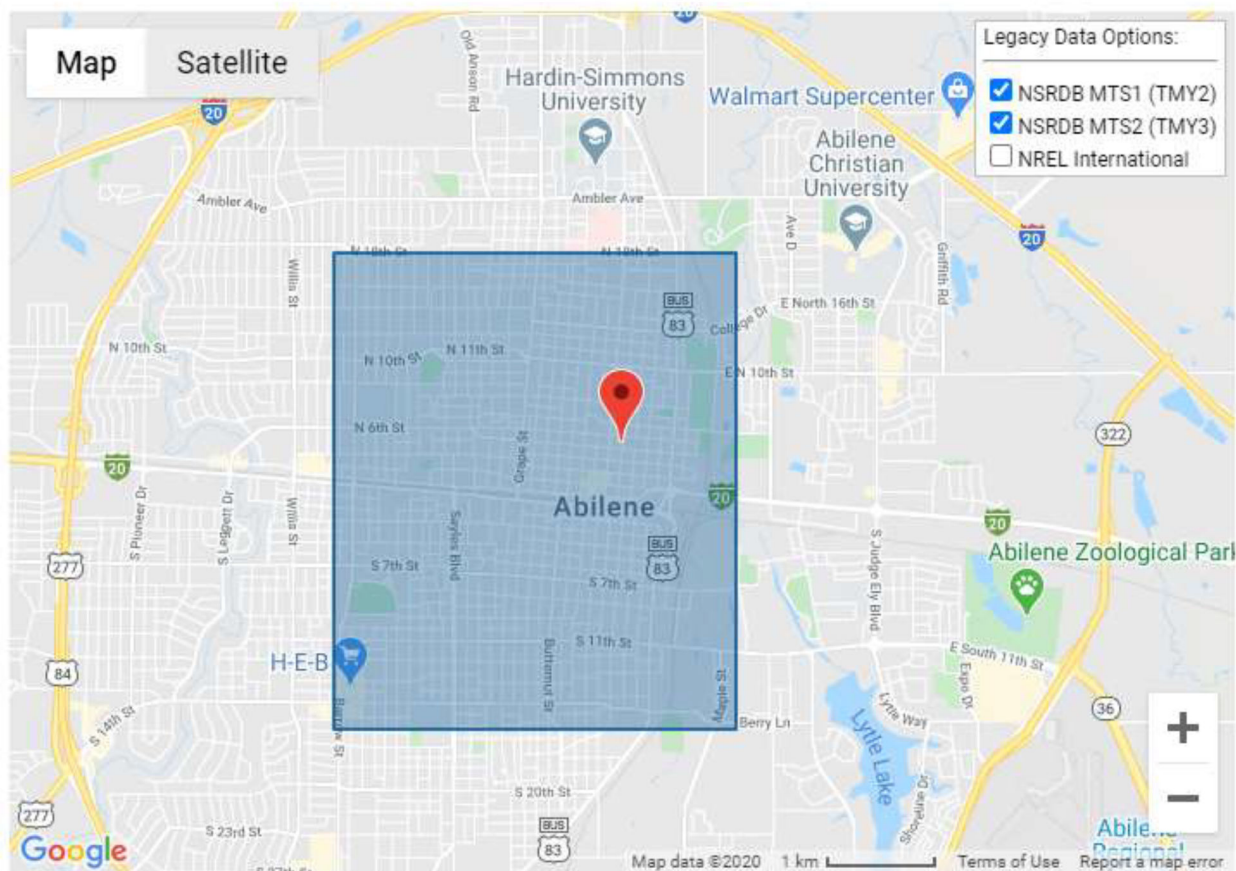 20
Map
Satellite
Legacy Data Options:
NSRDB MTS1 (TMY2)
NSRDB MTS2 (TMY3)
NREL International
Old Anson Rd
20
Hardin-Simmons
University
Walmart Supercenter
Abilene
Christian
University
Ambler Ave
Ambler Ave
Ave D
Griffith Rd
20
N 18th St
N 18th St
Willis St
BUS
83
College Dr
E North 16th St
N 10th St
N 10th St
N 11th St
E N 10th St
N 6th St
Grape St
322
20
S Pioneer Dr
S Leggett Dr
Willis St
Sayles Blvd
Abilene
20
20
S Judge Ely Blvd
BUS
83
Abilene Zoological Park
277
S 7th St
S 7th St
H-E-B
S 11th St
Butternut St
Maple St
E South 11th St
Expo Dr
84
36
S 14th St
Barrow St
Berry Ln
Lytle Way
Lytle Lake
Shoreline Dr
S 20th St
277
S 23rd St
BUS
83
Abilene
Regional
Google
S 27th St
Map data ©2020
1 km
Terms of Use
Report a map error